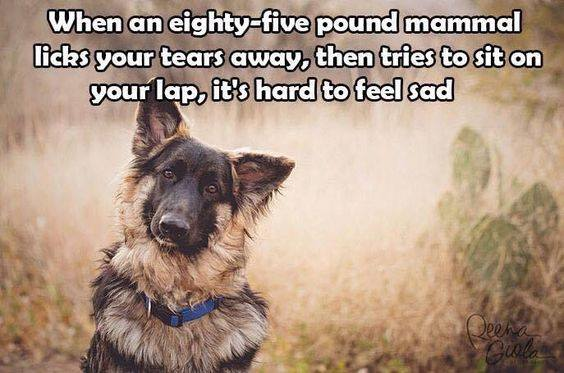 When an eighty-five pound mammal
licks your tears away, then tries to sit on
your lap, it's hard to feel sad